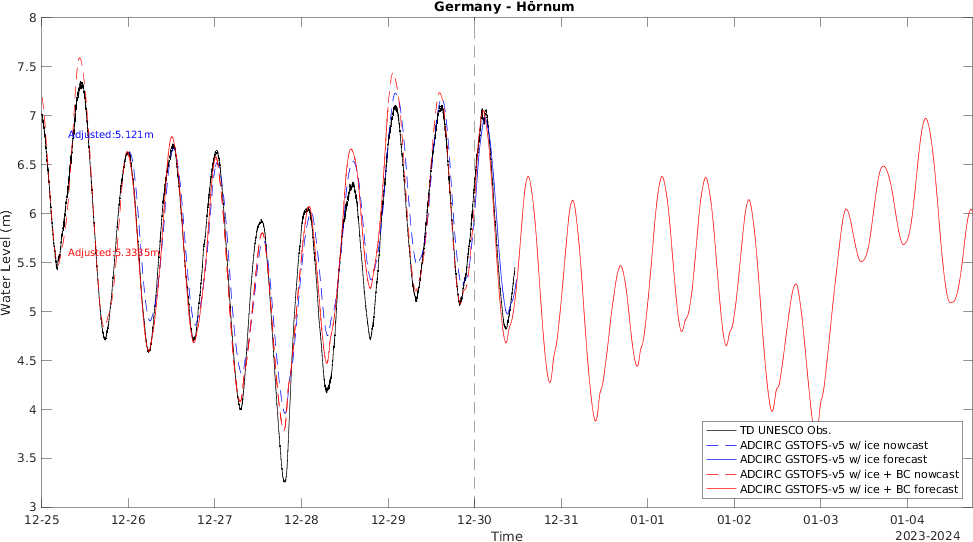 Germany - Hörnum
8
7.5
7
6.5
6
5.5
5
4.5
4
3.5
3
Water Level (m)
Adjusted:5.121m
Adjusted:5.3335m
TD UNESCO Obs.
ADCIRC GSTOFS-v5 w/ ice nowcast
ADCIRC GSTOFS-v5 w/ ice forecast
ADCIRC GSTOFS-v5 w/ ice + BC nowcast
ADCIRC GSTOFS-v5 w/ ice + BC forecast
12-25 12-26 12-27 12-28 12-29 12-30 12-31 01-01 01-02 01-03 01-04
Time
2023-2024